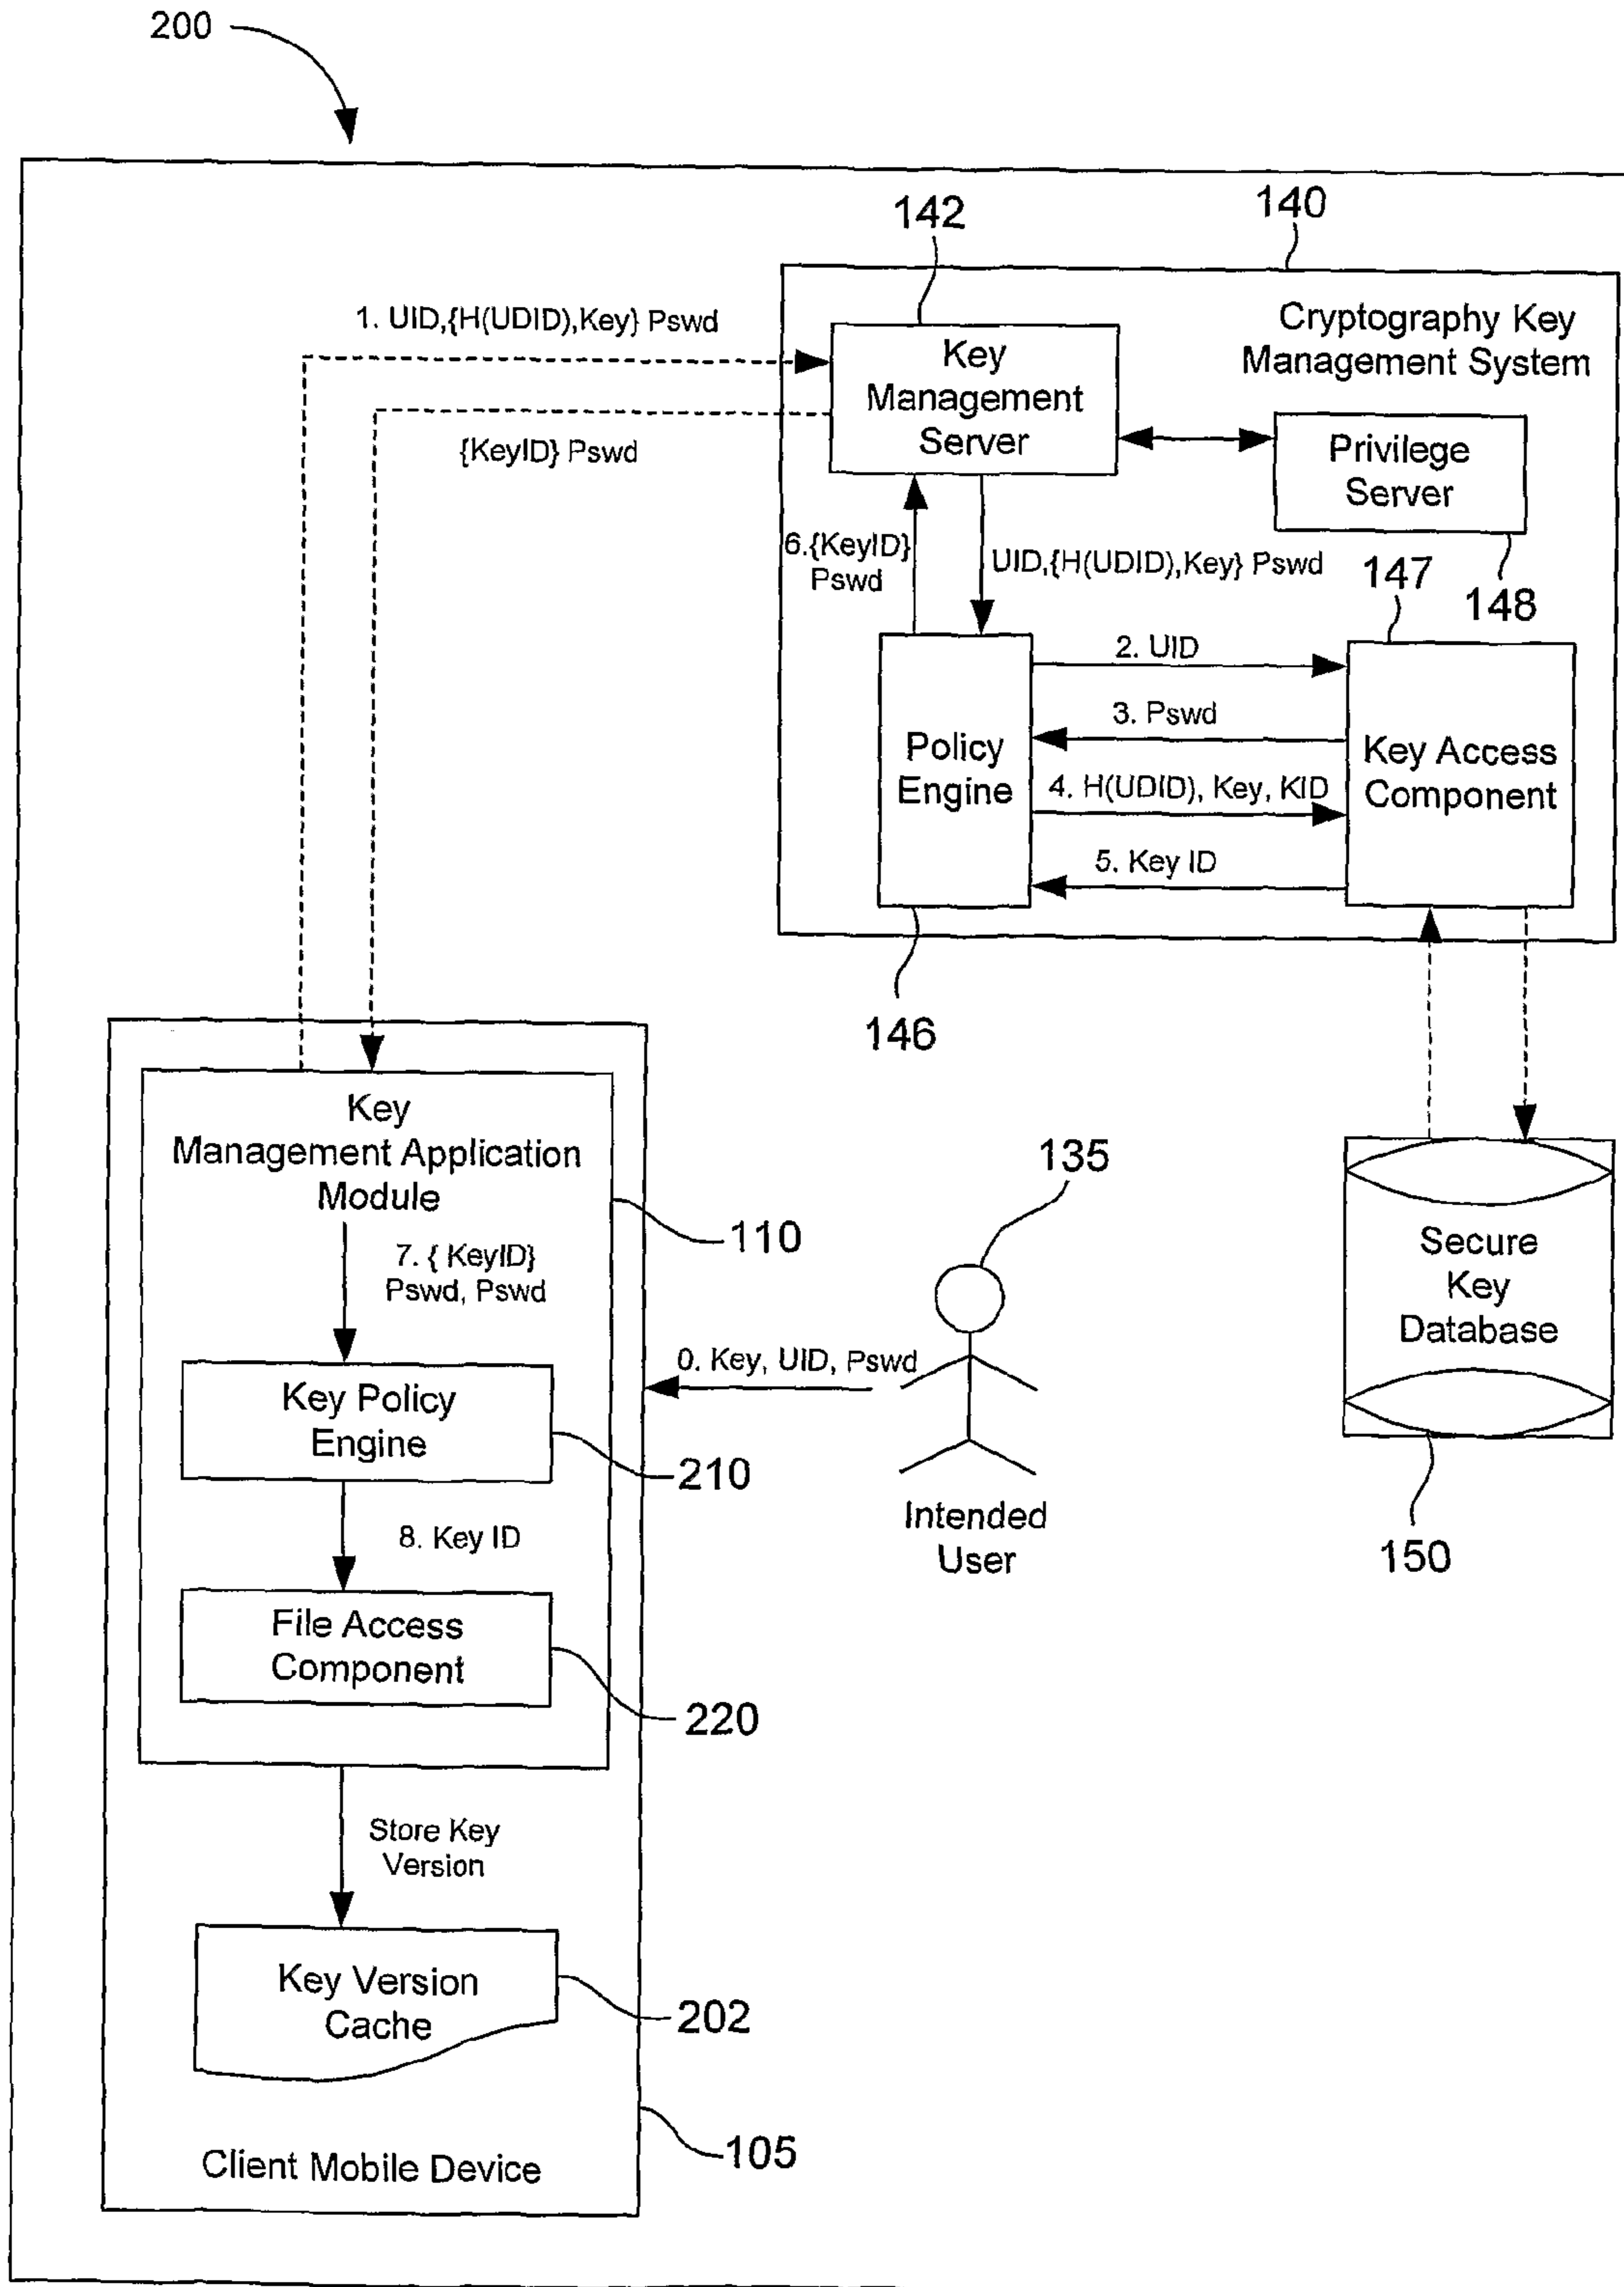 200
142
140
1. UID,{H(UDID),Key} Pswd
Cryptography Key
Management System
Key
Management
Server
{KeyID} Pswd
Privilege
Server
6.{KeyID}
Pswd
UID,{H(UDID),Key} Pswd
147
148
2. UID
3. Pswd
Policy
Engine
Key Access
Component
4. H(UDID), Key, KID
5. Key ID
146
Key
Management Application
Module
135
110
7. { KeyID}
Pswd, Pswd
Secure
Key
Database
0. Key, UID, Pswd
Key Policy
Engine
210
Intended
User
150
8. Key ID
File Access
Component
220
Store Key
Version
Key Version
Cache
202
105
Client Mobile Device